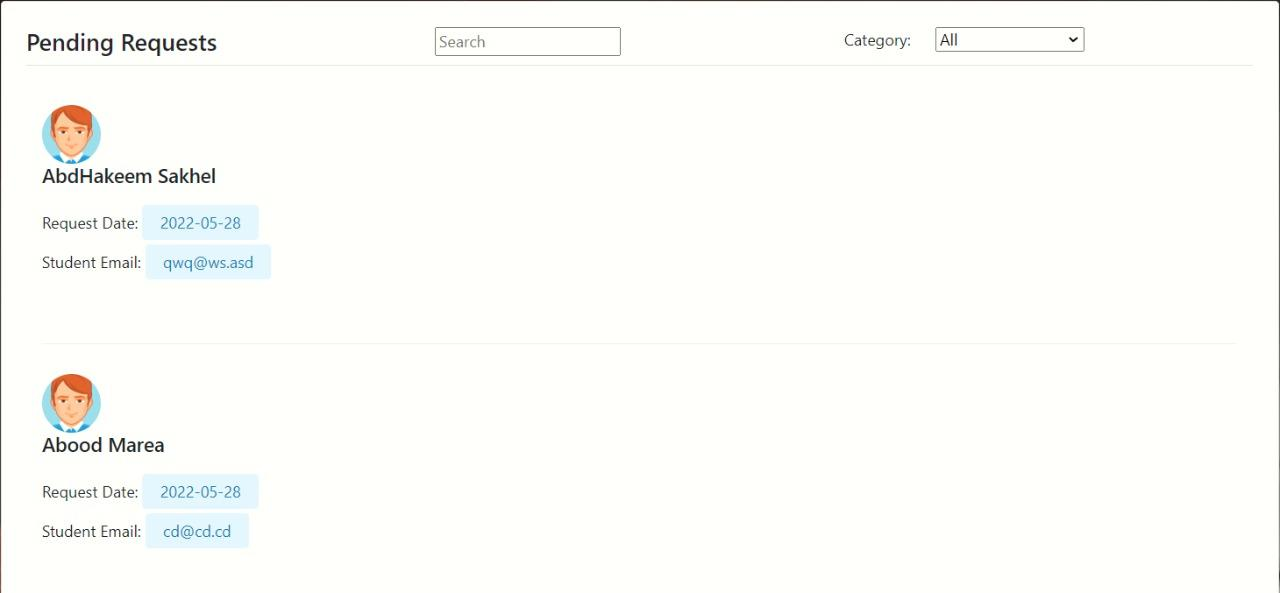 Pending Requests
Search
Category: All
AbdHakeem Sakhel
Request Date: 2022-05-28
Student Email: qwq@ws.asd
Abood Marea
Request Date: 2022-05-28
Student Email: cd@cd.cd